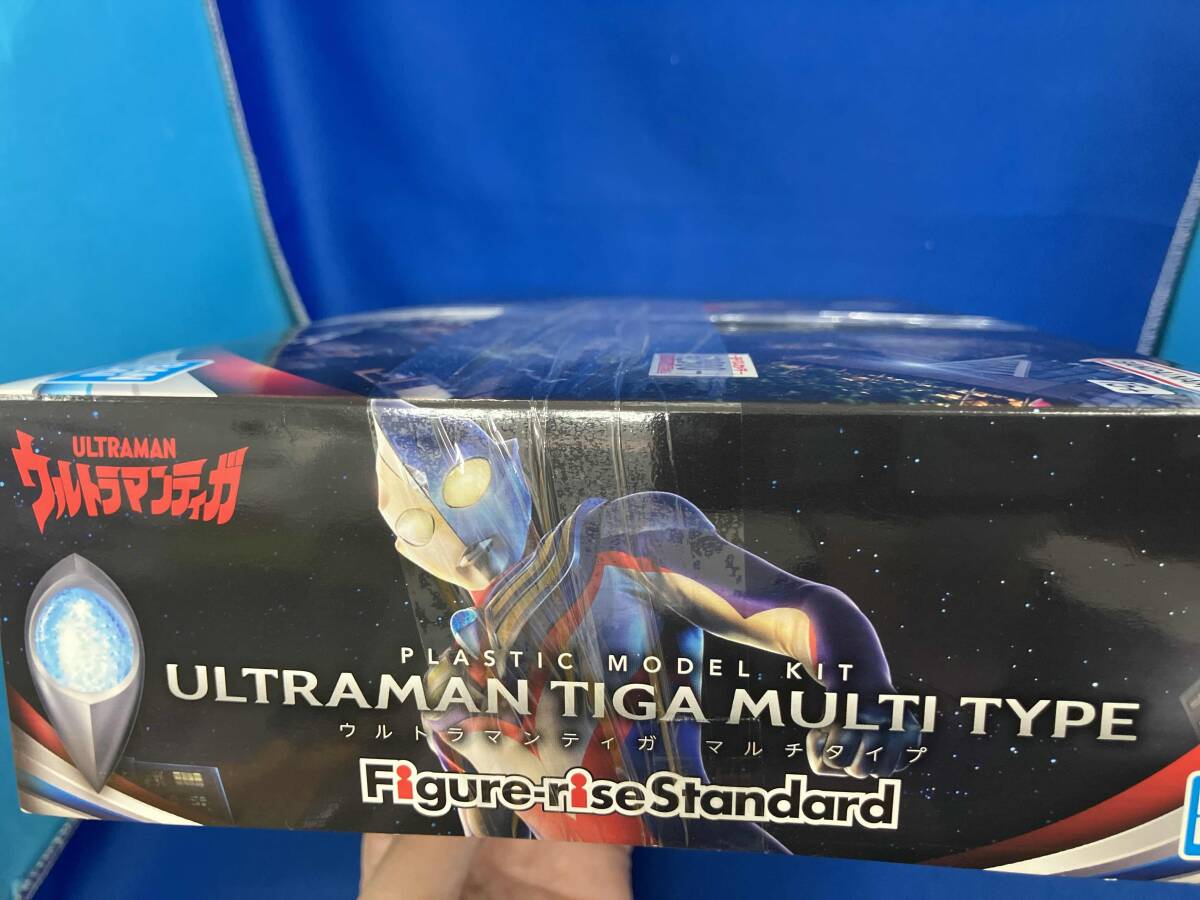 ULTRAMAN
ウルトラマンティガ
PLASTIC MODEL KIT
ULTRAMAN TIGA MULTI TYPE
ウルトラマンティガ マルチタイプ
Figure-riseStandard